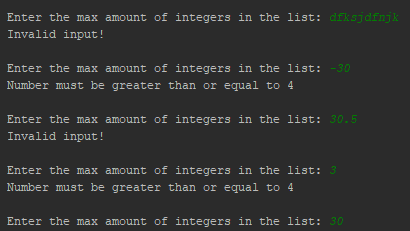 Enter the max amount of integers in the list: dfksjdfnjk
Invalid input!
Enter the max amount of integers in the list: -30
Number must be greater than or equal to 4
Enter the max amount of integers in the list: 30.5
Invalid input!
Enter the max amount of integers in the list: 3
Number must be greater than or equal to 4
Enter the max amount of integers in the list: 30